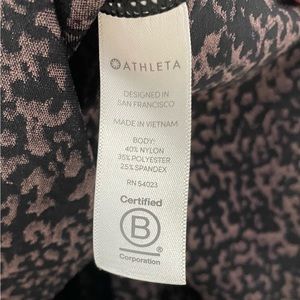 ATHLETA
DESIGNED IN
SAN FRANCISCO
MADE IN VIETNAM
BODY:
40% NYLON
35% POLYESTER
25% SPANDEX
RN 54023
Certified
B
Corporation